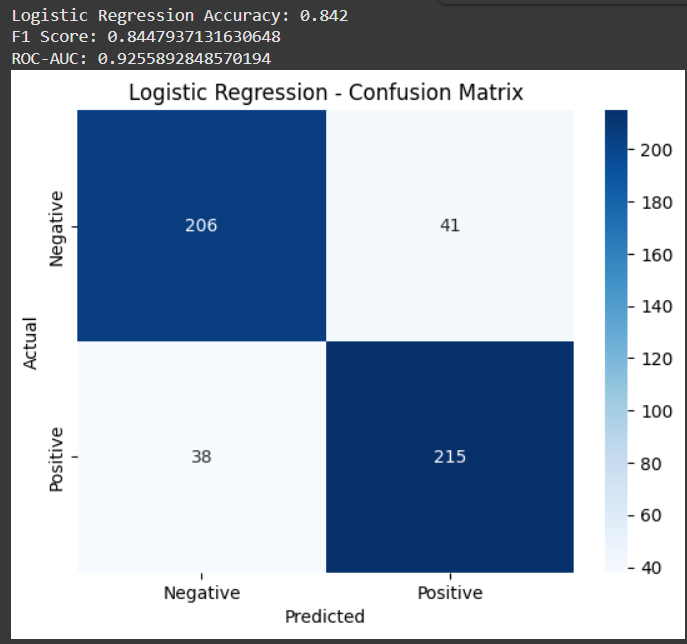 Logistic Regression Accuracy: 0.842
F1 Score: 0.8447937131630648
ROC-AUC: 0.9255892848570194
Logistic Regression - Confusion Matrix
Negative
206
41
Actual
Positive
38
215
Negative
Positive
Predicted
200
180
160
140
120
100
80
60
40